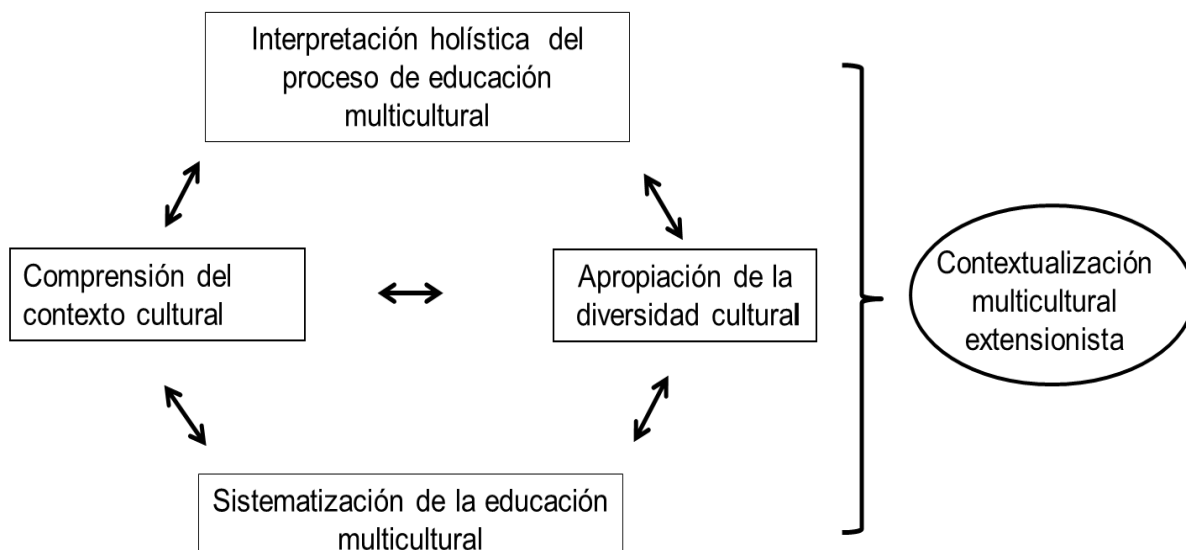 Interpretación holística del
proceso de educación
multicultural
Comprensión del
contexto cultural
Apropiación de la
diversidad cultural
Contextualización
multicultural
extensionista
Sistematización de la educación
multicultural